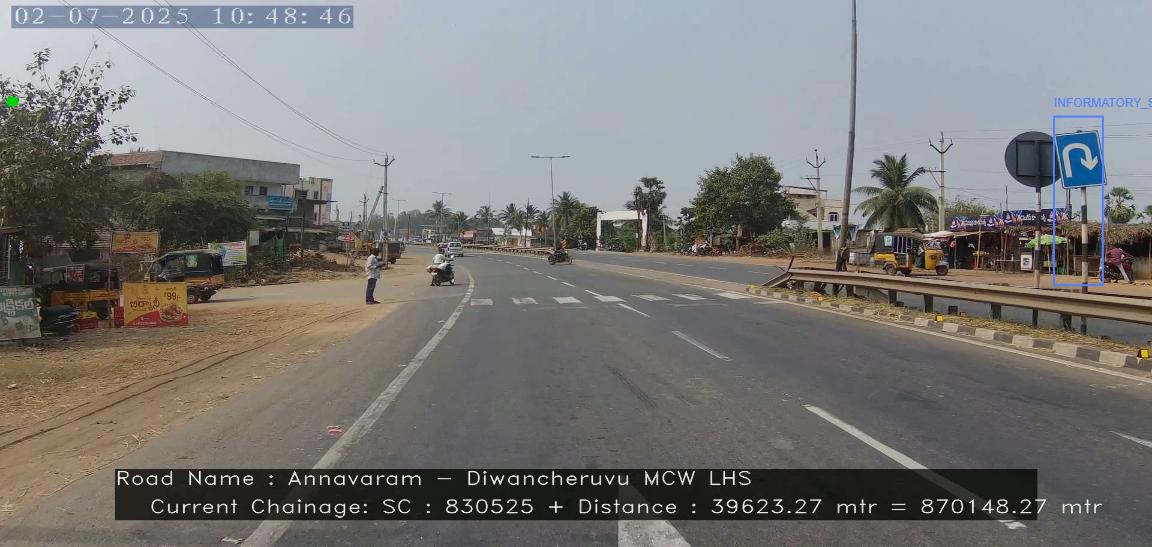 02-07-2025 10:48:46
INFORMATORY_S
₹99
Road Name : Annavaram - Diwancheruvu MCW LHS
Current Chainage: SC : 830525 + Distance : 39623.27 mtr = 870148.27 mtr